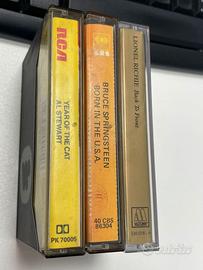 RCA
YEAR OF THE CAT
AL STEWART
PK 70005
CBS
BRUCE SPRINGSTEEN
BORN IN THE U.S.A.
40 CBS
86304
LIONEL RICHIE Back To Front
MOTOWN
subito